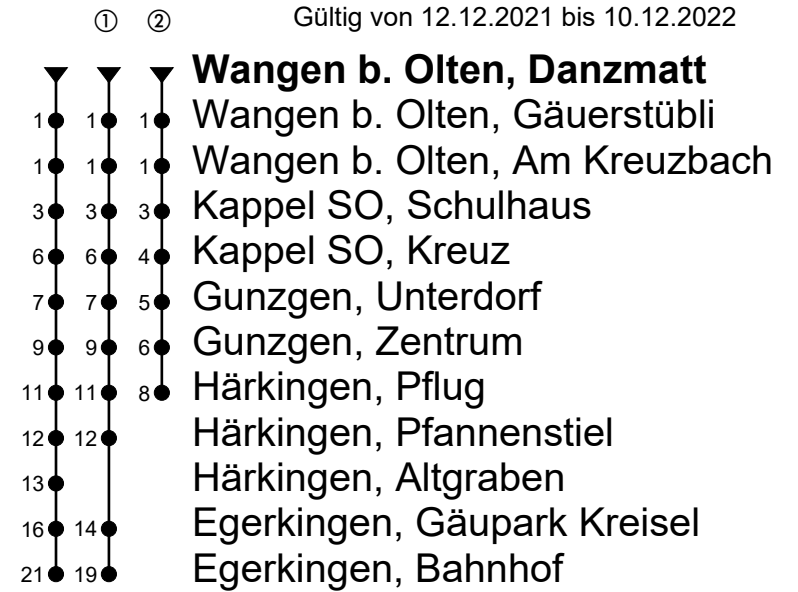 ① ② Gültig von 12.12.2021 bis 10.12.2022
Wangen b. Olten, Danzmatt
1 1 1 Wangen b. Olten, Gäuerstübli
1 1 1 Wangen b. Olten, Am Kreuzbach
3 3 3 Kappel SO, Schulhaus
6 6 4 Kappel SO, Kreuz
7 7 5 Gunzgen, Unterdorf
9 9 6 Gunzgen, Zentrum
11 11 8 Härkingen, Pflug
12 12 Härkingen, Pfannenstiel
13 Härkingen, Altgraben
16 14 Egerkingen, Gäupark Kreisel
21 19 Egerkingen, Bahnhof